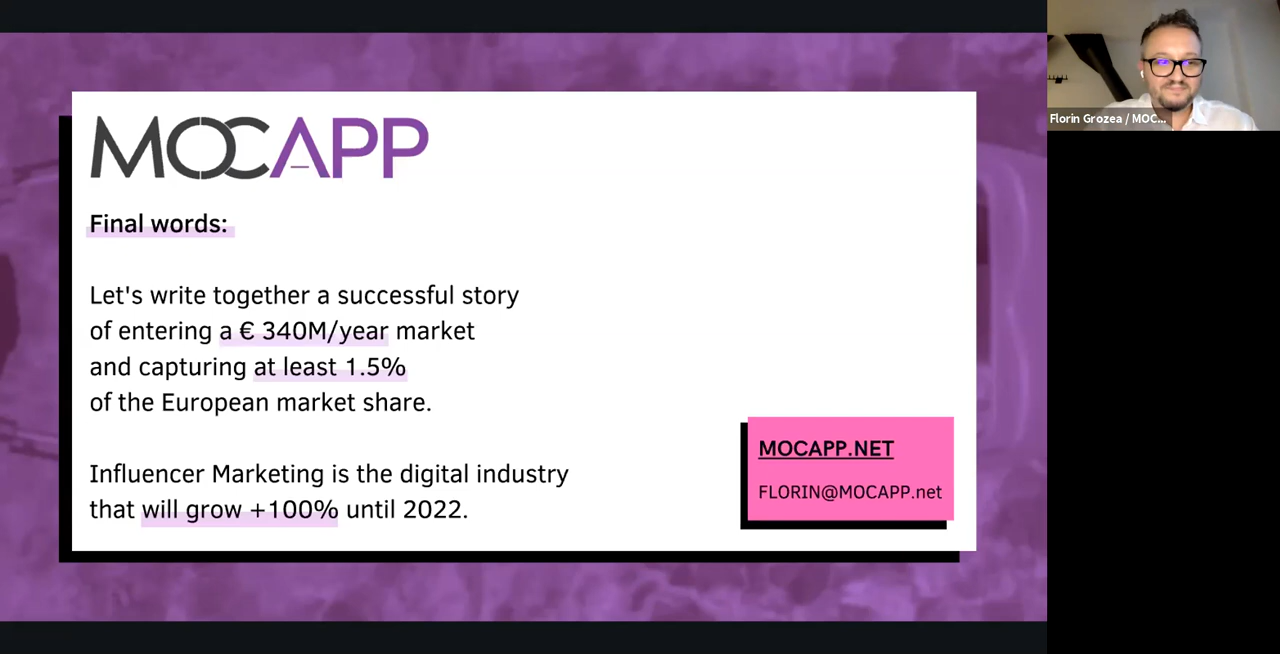 MOCAPP
Final words:
Let's write together a successful story
of entering a € 340M/year market
and capturing at least 1.5%
of the European market share.
Influencer Marketing is the digital industry
that will grow +100% until 2022.
MOCAPP.NET
FLORIN@MOCAPP.net
Florin Grozea / MOC...